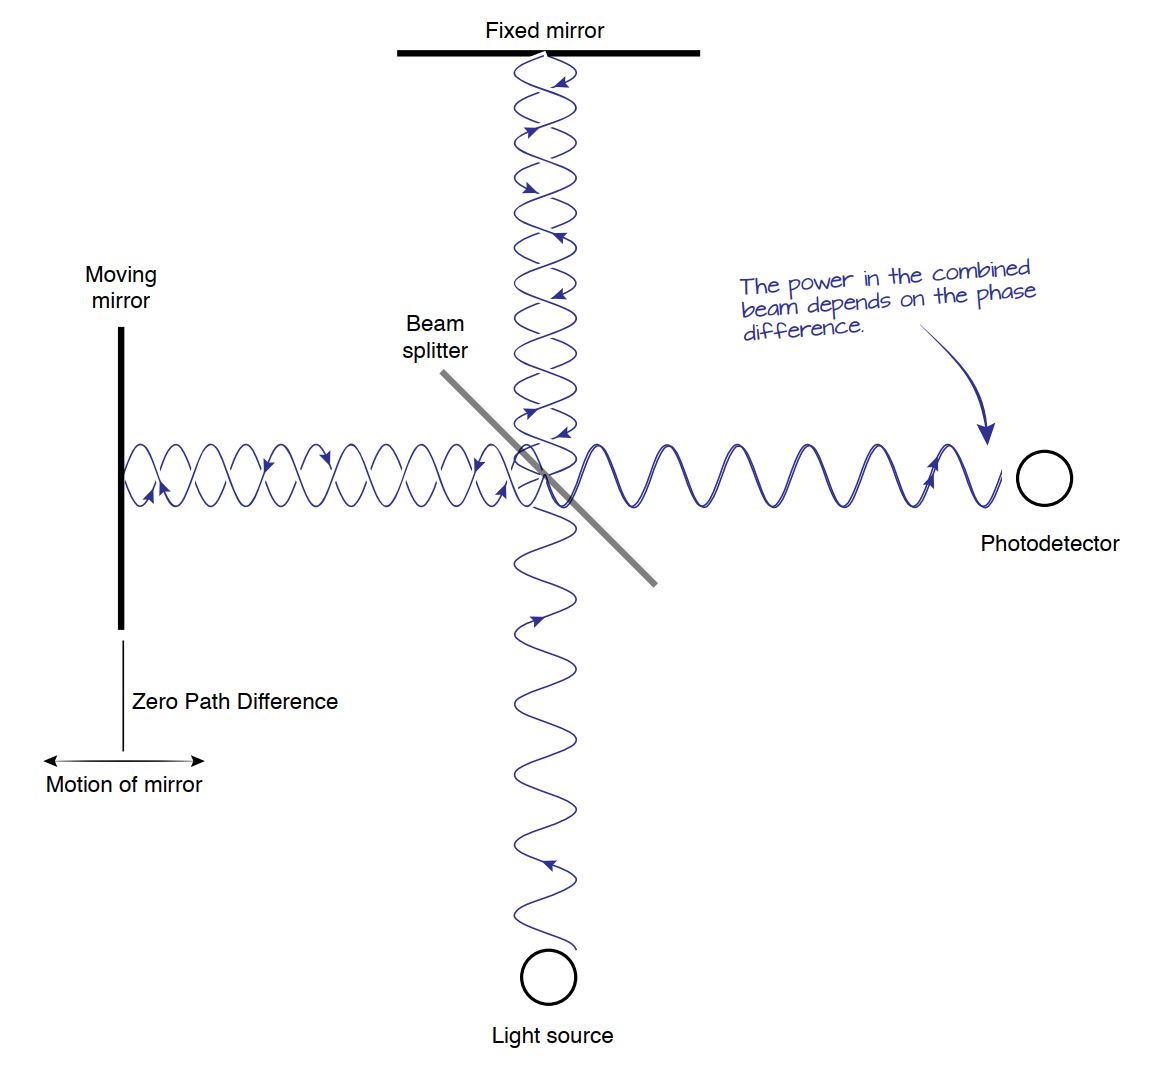 Fixed mirror
Moving
mirror
Beam
splitter
The power in the combined
beam depends on the phase
difference.
Photodetector
Zero Path Difference
Motion of mirror
Light source